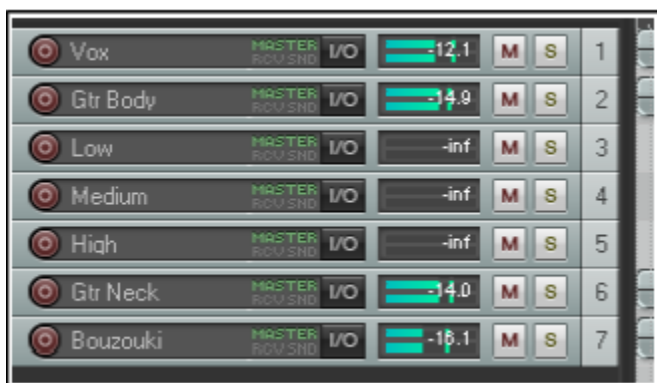 Vox MASTER RCV SND I/O -12.1 M S 1
Gtr Body MASTER RCV SND I/O -14.9 M S 2
Low MASTER RCV SND I/O -inf M S 3
Medium MASTER RCV SND I/O -inf M S 4
High MASTER RCV SND I/O -inf M S 5
Gtr Neck MASTER RCV SND I/O -14.0 M S 6
Bouzouki MASTER RCV SND I/O -16.1 M S 7